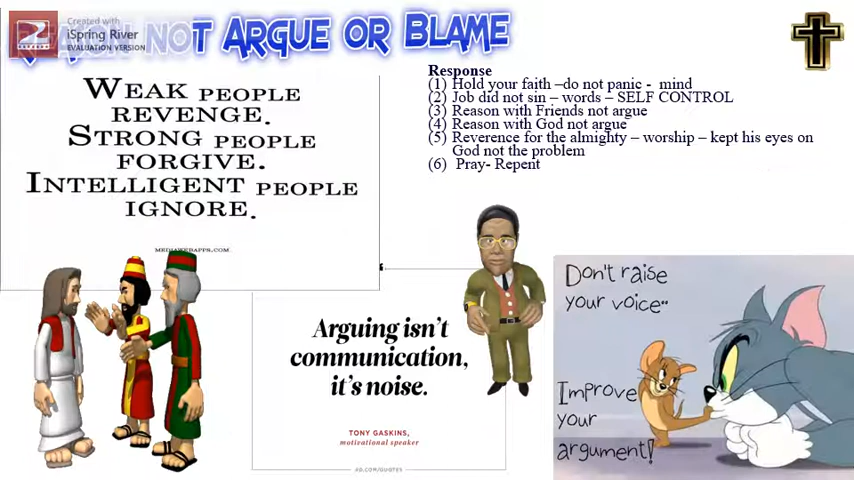 Created with
iSpring River
EVALUATION VERSION
REASON NOT ARGUE OR BLAME
WEAK PEOPLE
REVENGE.
STRONG PEOPLE
FORGIVE.
INTELLIGENT PEOPLE
IGNORE.
MEDIAWEBAPPS.COM
Response
(1) Hold your faith –do not panic - mind
(2) Job did not sin – words – SELF CONTROL
(3) Reason with Friends not argue
(4) Reason with God not argue
(5) Reverence for the almighty – worship – kept his eyes on
God not the problem
(6) Pray- Repent
Arguing isn't
communication,
it's noise.
TONY GASKINS,
motivational speaker
AD.COM/QUOTES
Don't raise
your voice..
Improve
your
argument!